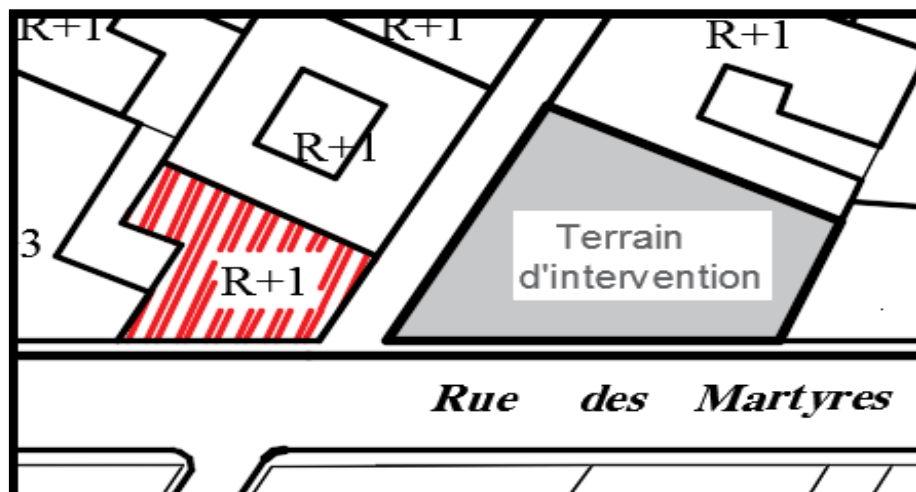 R+1
R+1
R+1
R+1
3
R+1
Terrain
d'intervention
Rue des Martyres